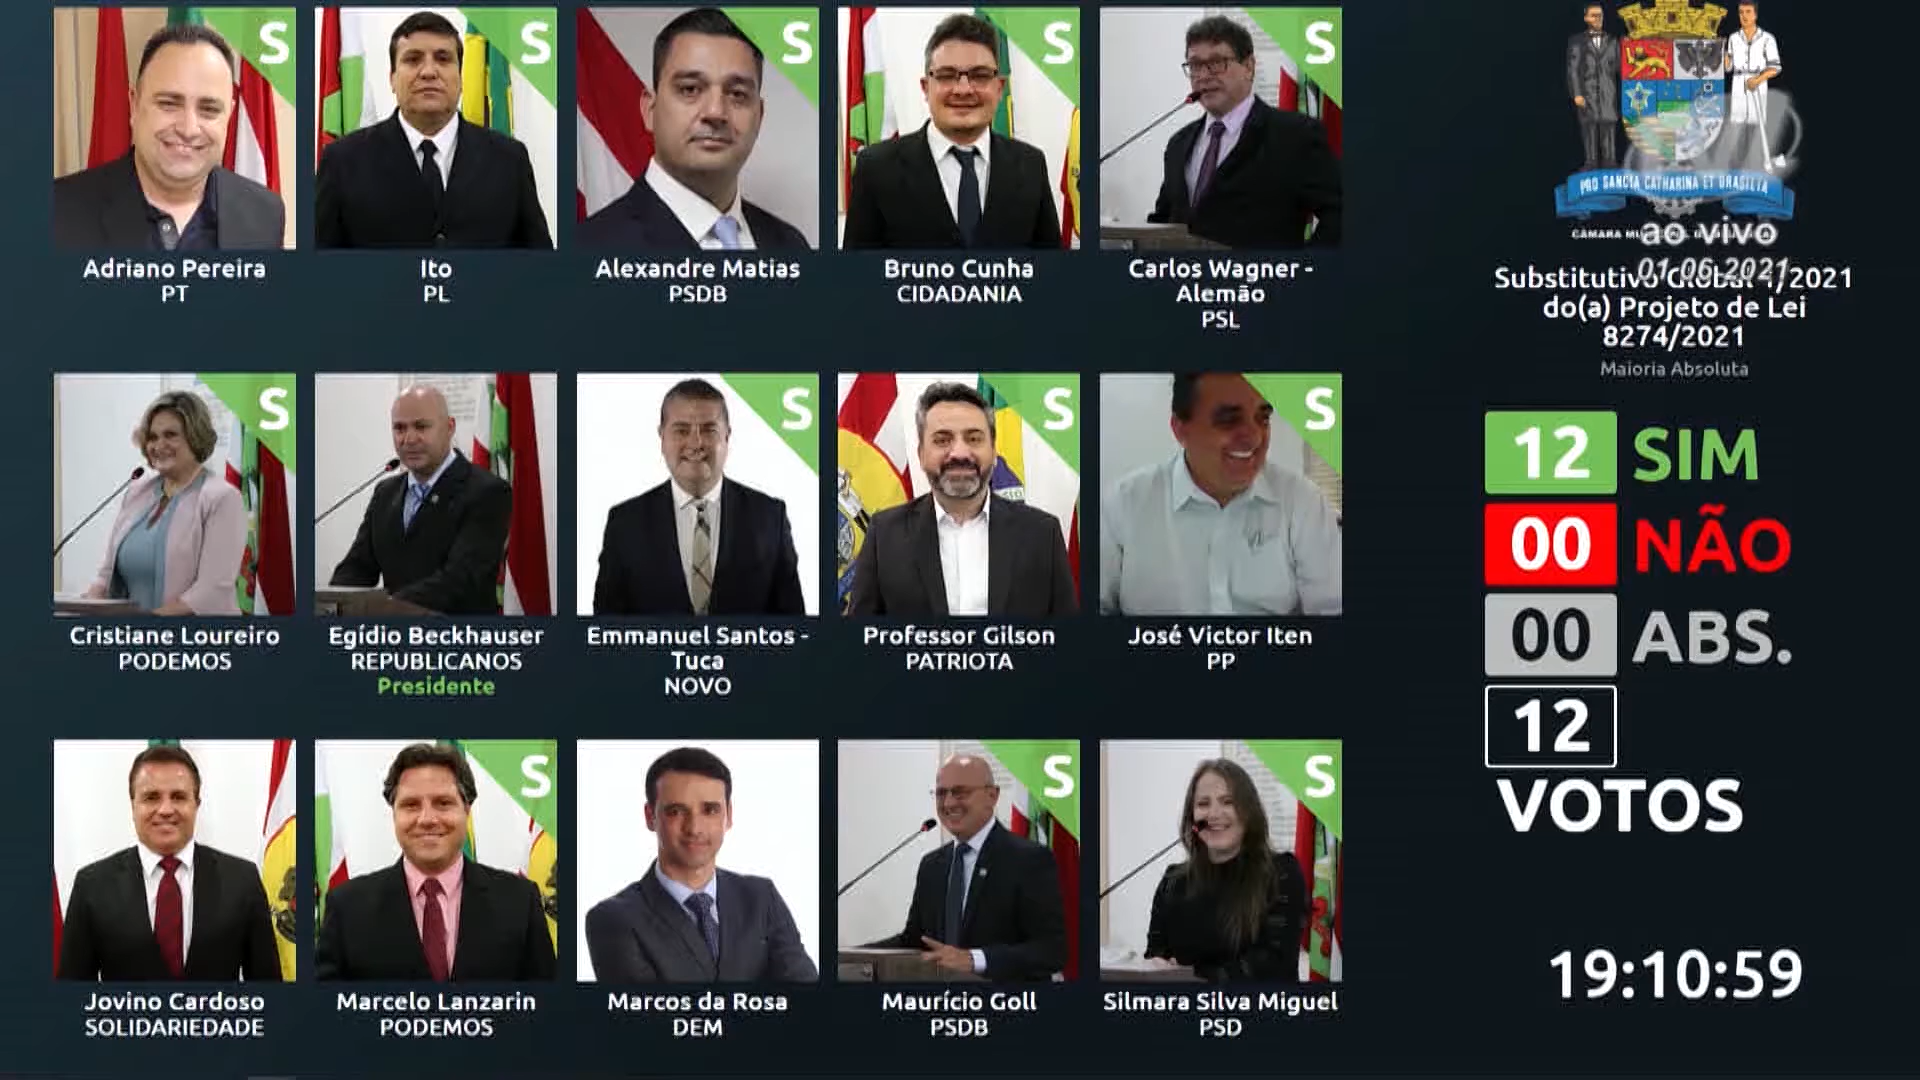 S
S
S
S
S
Adriano Pereira
PT
Ito
PL
Alexandre Matias
PSDB
Bruno Cunha
CIDADANIA
Carlos Wagner -
Alemão
PSL
S
S
S
S
Cristiane Loureiro
PODEMOS
Egídio Beckhauser
REPUBLICANOS
Presidente
Emmanuel Santos -
Tuca
NOVO
Professor Gilson
PATRIOTA
José Victor Iten
PP
S
S
S
Jovino Cardoso
SOLIDARIEDADE
Marcelo Lanzarin
PODEMOS
Marcos da Rosa
DEM
Maurício Goll
PSDB
Silmara Silva Miguel
PSD
PRO SANCTA CATHARINA ET BRASILIA
CÂMARA
ao vivo
01-06-2021
Substitutivo Global 1/2021
do(a) Projeto de Lei
8274/2021
Maioria Absoluta
12 SIM
00 NÃO
00 ABS.
12
VOTOS
19:10:59